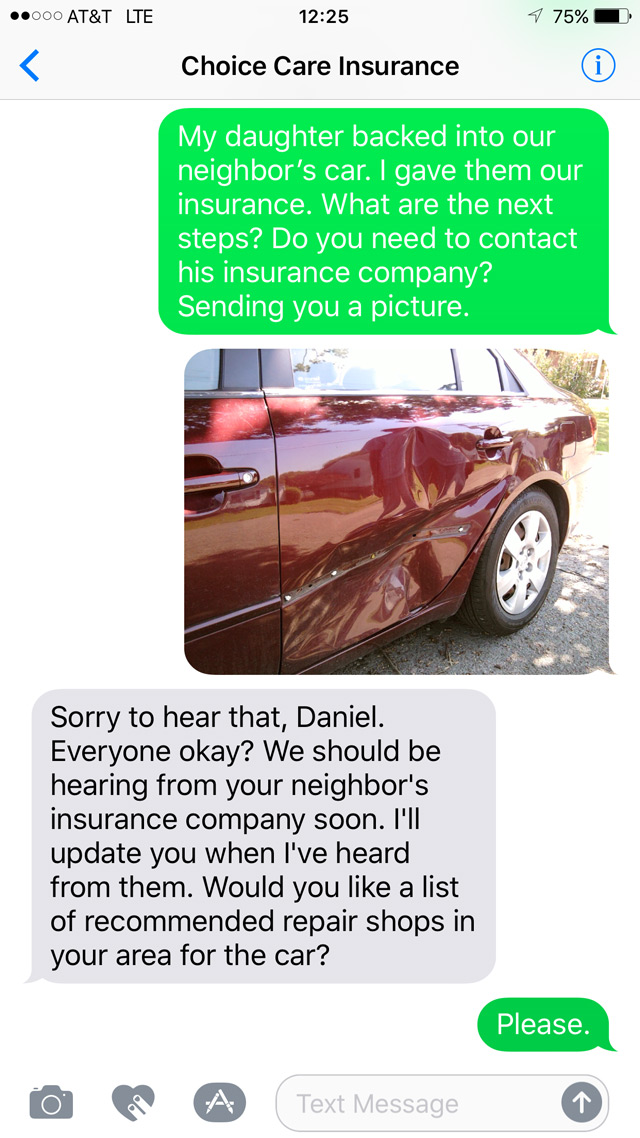 AT&T LTE 12:25 75%
Choice Care Insurance
My daughter backed into our
neighbor’s car. I gave them our
insurance. What are the next
steps? Do you need to contact
his insurance company?
Sending you a picture.
Sorry to hear that, Daniel.
Everyone okay? We should be
hearing from your neighbor's
insurance company soon. I'll
update you when I've heard
from them. Would you like a list
of recommended repair shops in
your area for the car?
Please.
Text Message